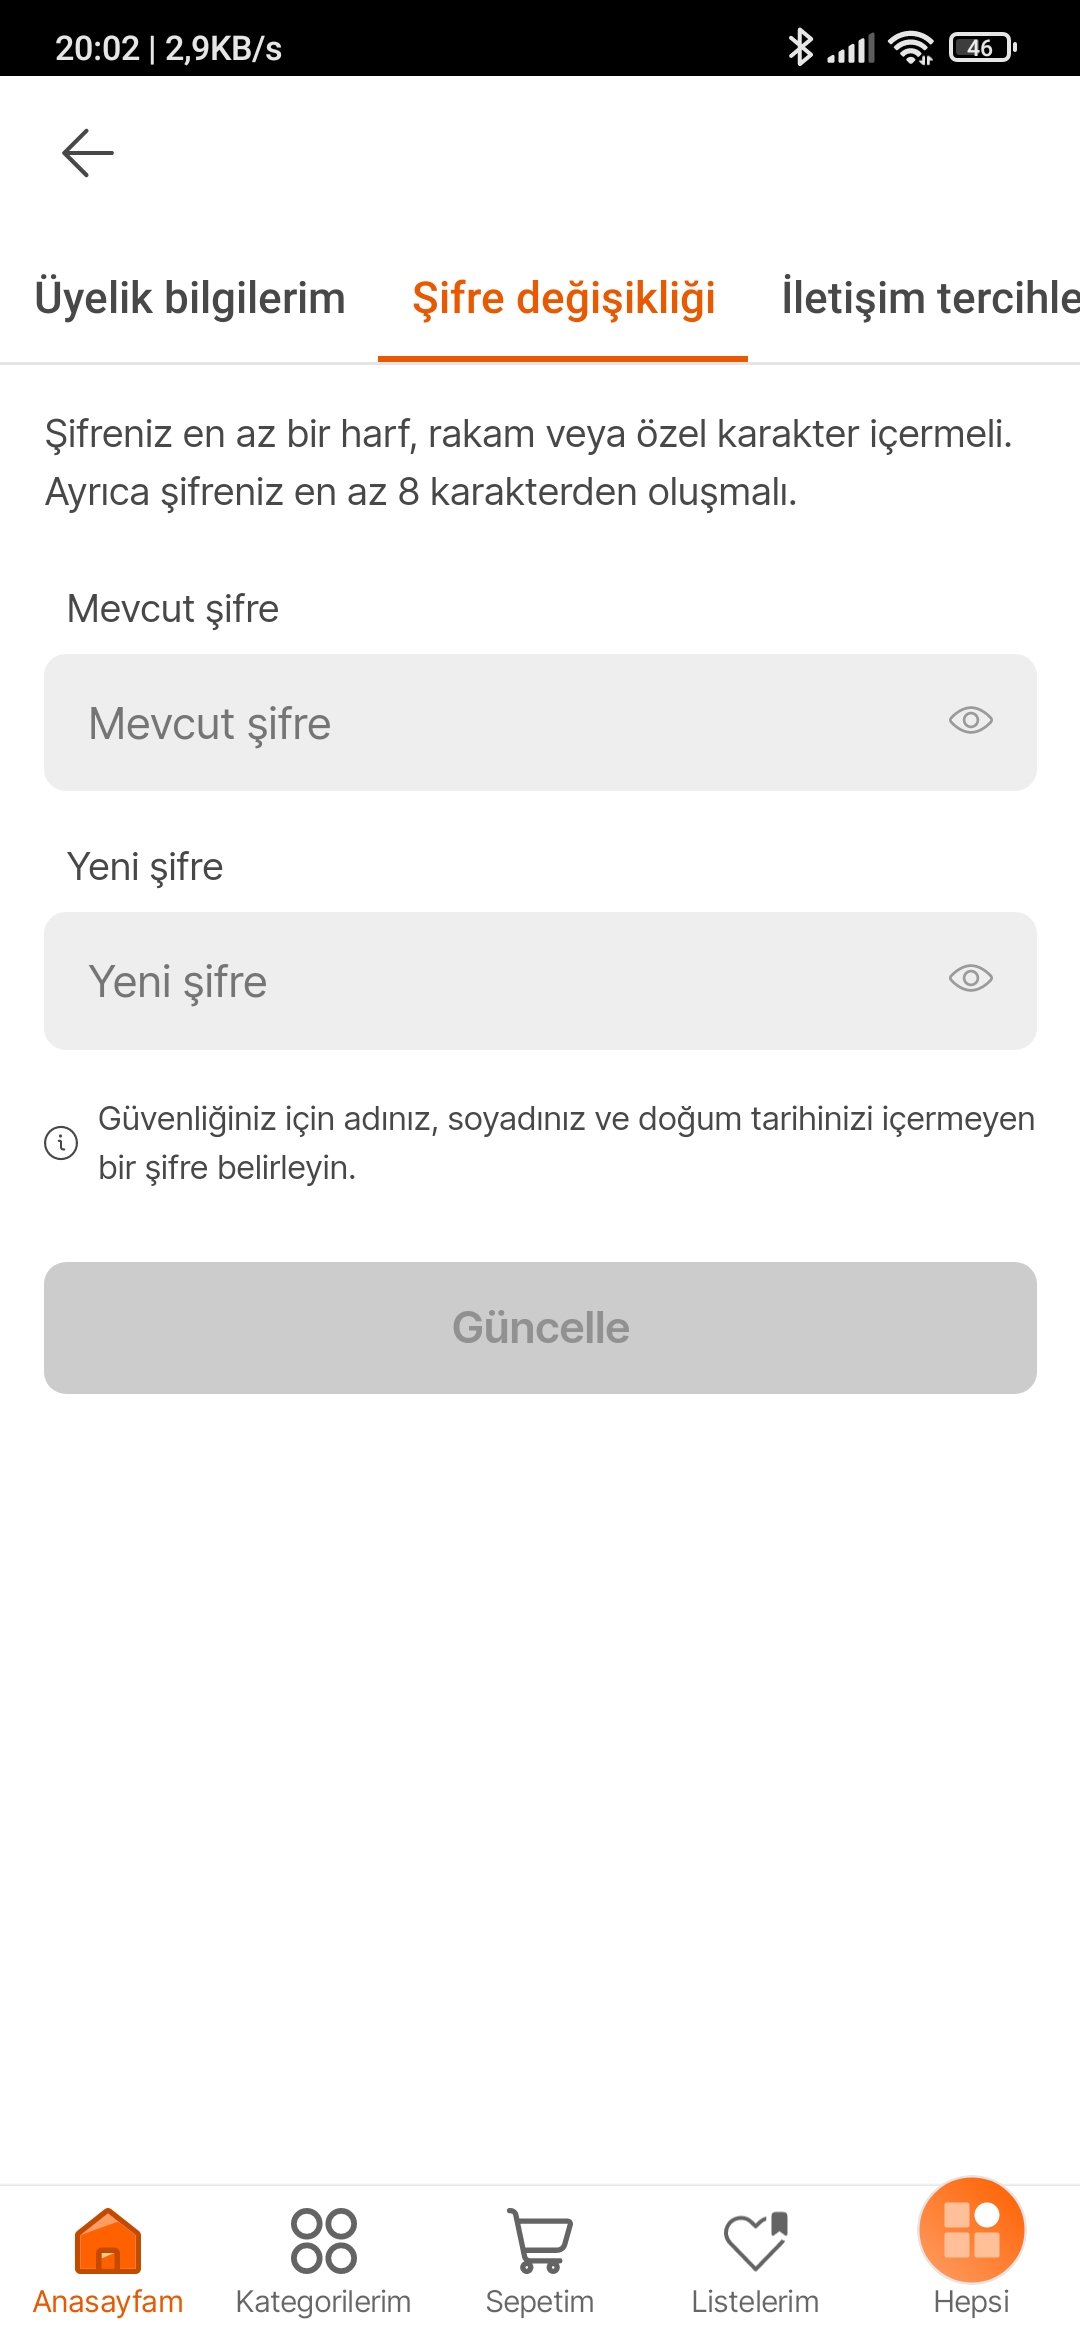 20:02 | 2,9KB/s 46
Üyelik bilgilerim Şifre değişikliği İletişim tercihle
Şifreniz en az bir harf, rakam veya özel karakter içermeli.
Ayrıca şifreniz en az 8 karakterden oluşmalı.
Mevcut şifre
Mevcut şifre
Yeni şifre
Yeni şifre
Güvenliğiniz için adınız, soyadınız ve doğum tarihinizi içermeyen
bir şifre belirleyin.
Güncelle
Anasayfam Kategorilerim Sepetim Listelerim Hepsi